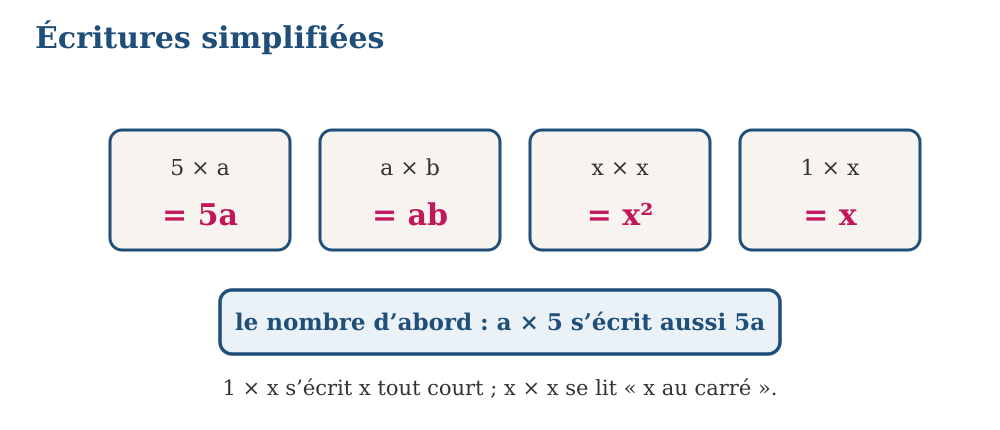 Écritures simplifiées
5 × a
= 5a
a × b
= ab
x × x
= x²
1 × x
= x
le nombre d’abord : a × 5 s’écrit aussi 5a
1 × x s’écrit x tout court ; x × x se lit « x au carré ».